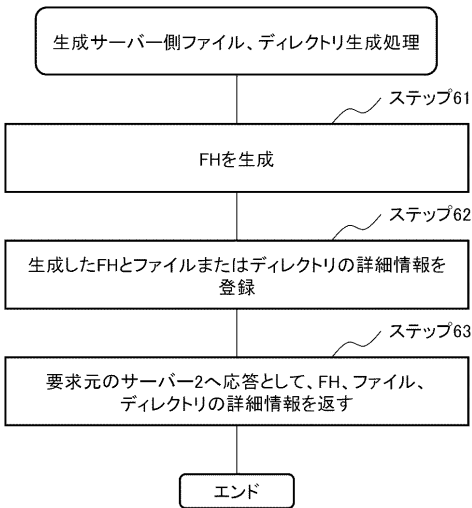 生成サーバー側ファイル、ディレクトリ生成処理
ステップ61
FHを生成
ステップ62
生成したFHとファイルまたはディレクトリの詳細情報を
登録
ステップ63
要求元のサーバー2へ応答として、FH、ファイル、
ディレクトリの詳細情報を返す
エンド